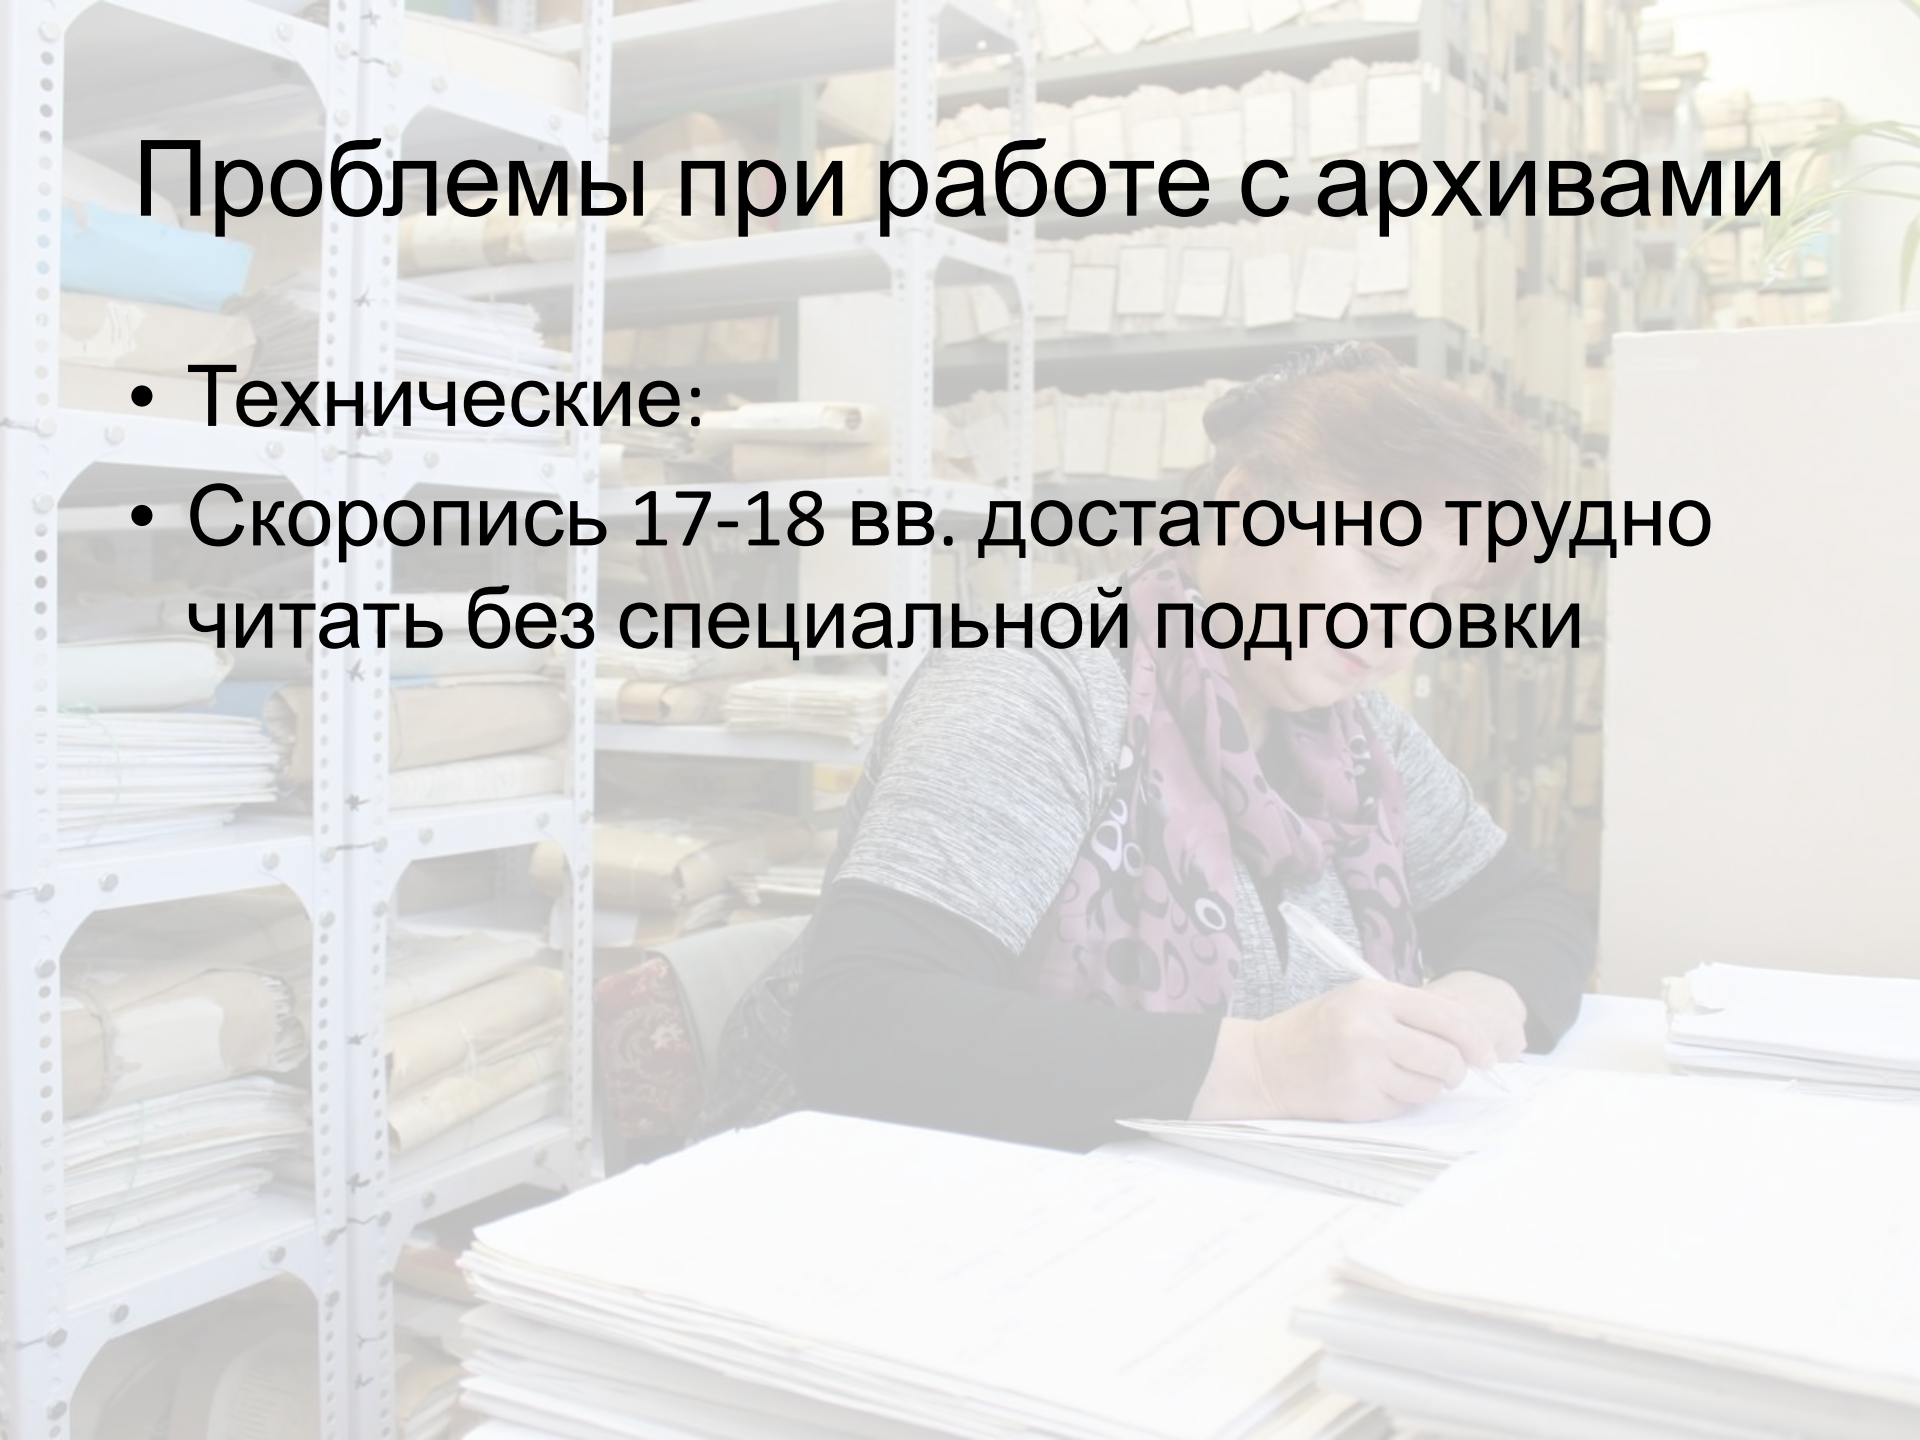 Проблемы при работе с архивами
• Технические:
• Скоропись 17-18 вв. достаточно трудно
читать без специальной подготовки